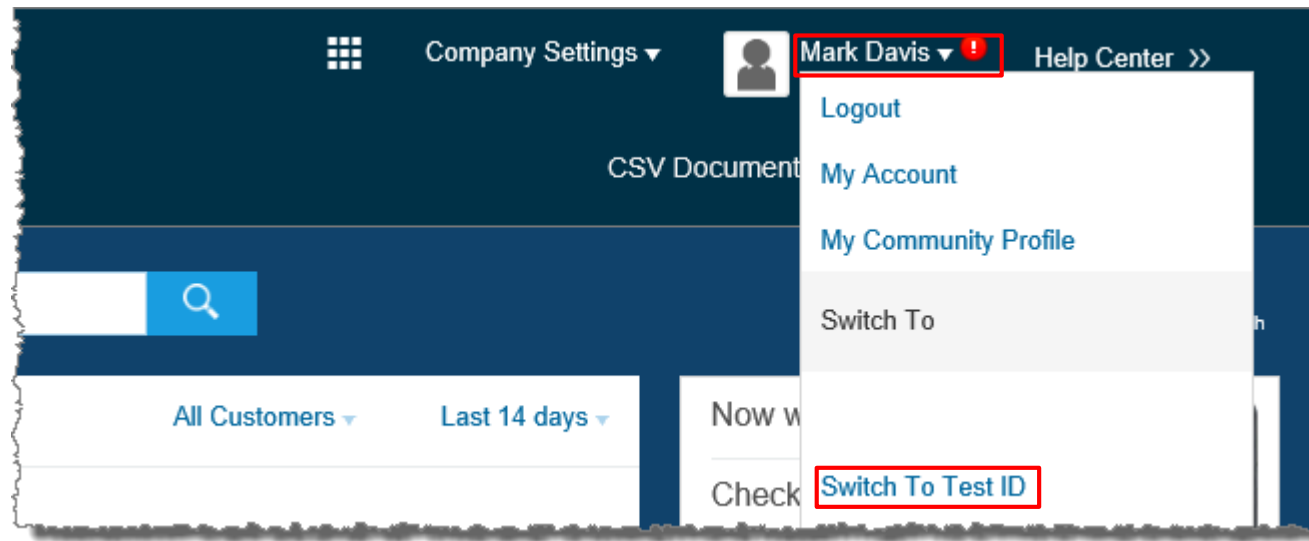 Company Settings
Mark Davis
Help Center >>
Logout
CSV Document
My Account
My Community Profile
Switch To
h
All Customers
Last 14 days
Now w
Check
Switch To Test ID